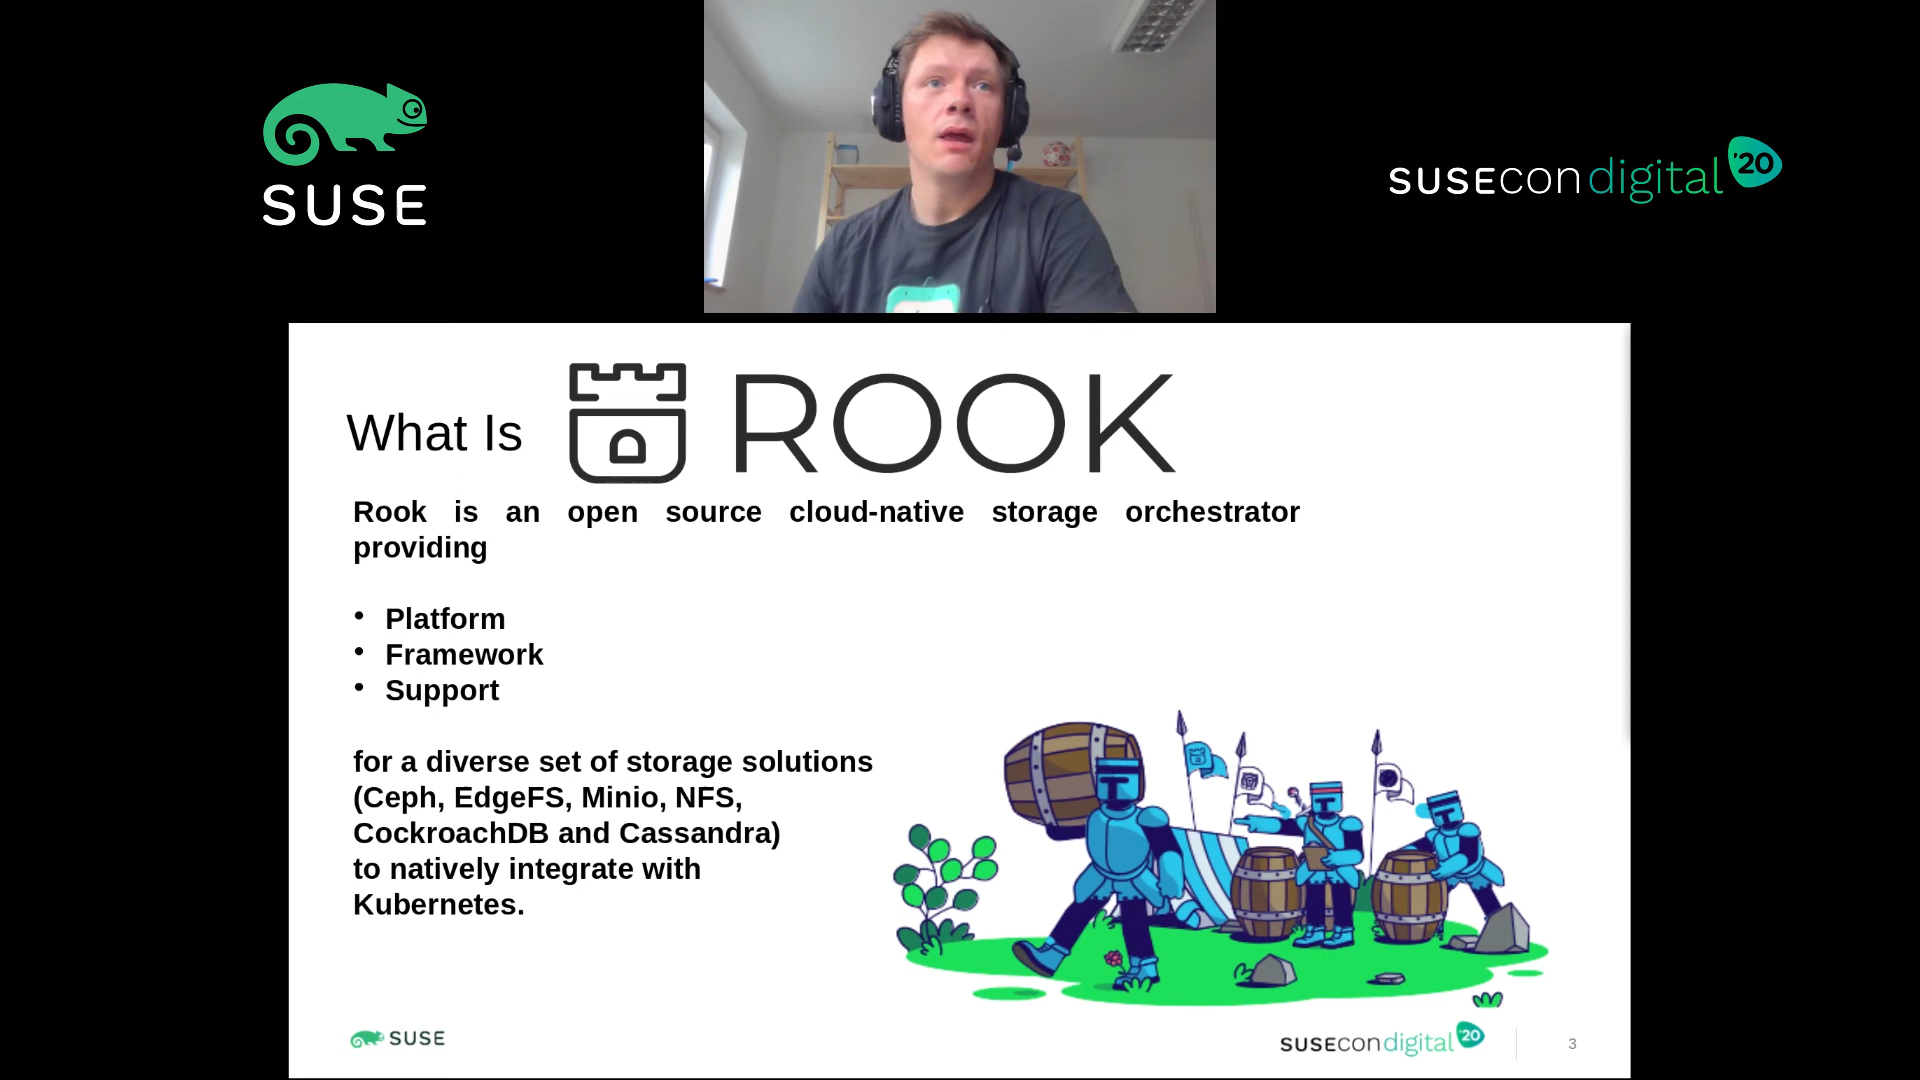 SUSE
SUSEcon digital '20
What Is ROOK
Rook is an open source cloud-native storage orchestrator
providing
• Platform
• Framework
• Support
for a diverse set of storage solutions
(Ceph, EdgeFS, Minio, NFS,
CockroachDB and Cassandra)
to natively integrate with
Kubernetes.
SUSE
SUSEcon digital '20
3